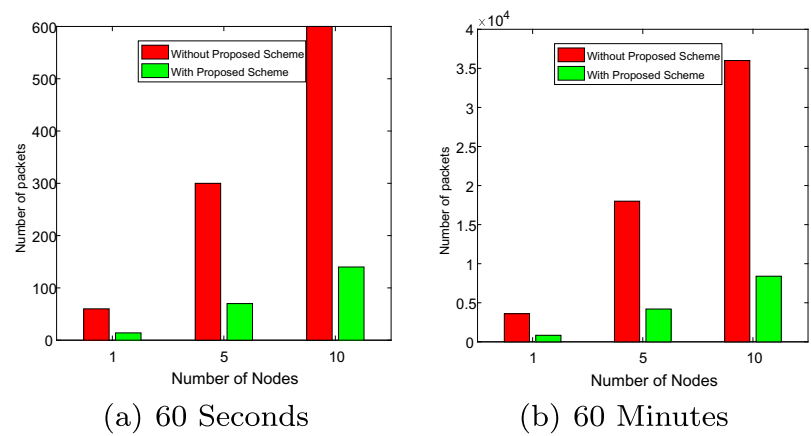 600
500
400
300
200
100
0
Number of packets
Without Proposed Scheme
With Proposed Scheme
1 5 10
Number of Nodes
(a) 60 Seconds
×10⁴
4
3.5
3
2.5
2
1.5
1
0.5
0
Number of packets
Without Proposed Scheme
With Proposed Scheme
1 5 10
Number of Nodes
(b) 60 Minutes